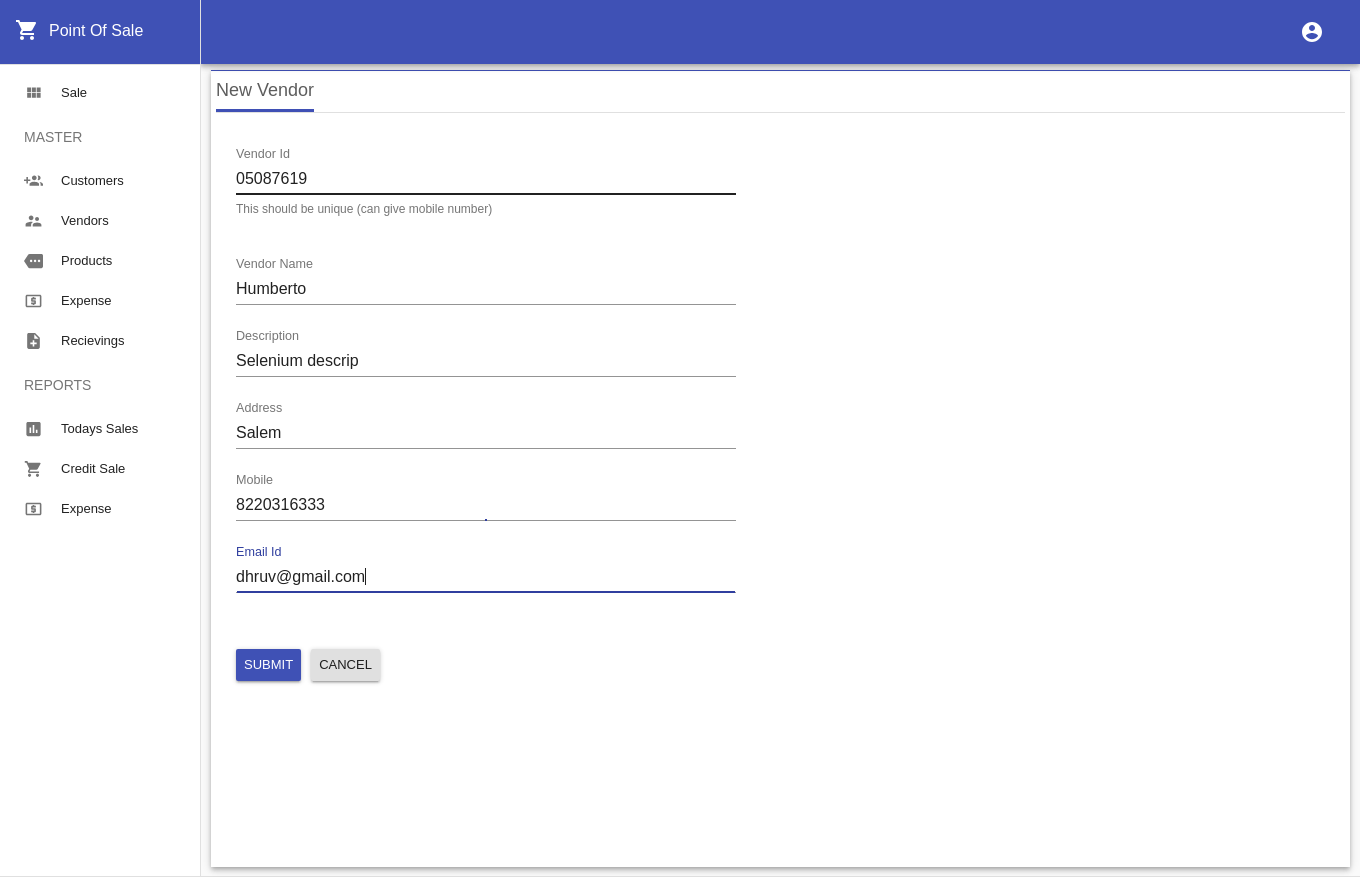 Point Of Sale
Sale
MASTER
Customers
Vendors
Products
Expense
Recievings
REPORTS
Todays Sales
Credit Sale
Expense
New Vendor
Vendor Id
05087619
This should be unique (can give mobile number)
Vendor Name
Humberto
Description
Selenium descrip
Address
Salem
Mobile
8220316333
Email Id
dhruv@gmail.com
SUBMIT CANCEL